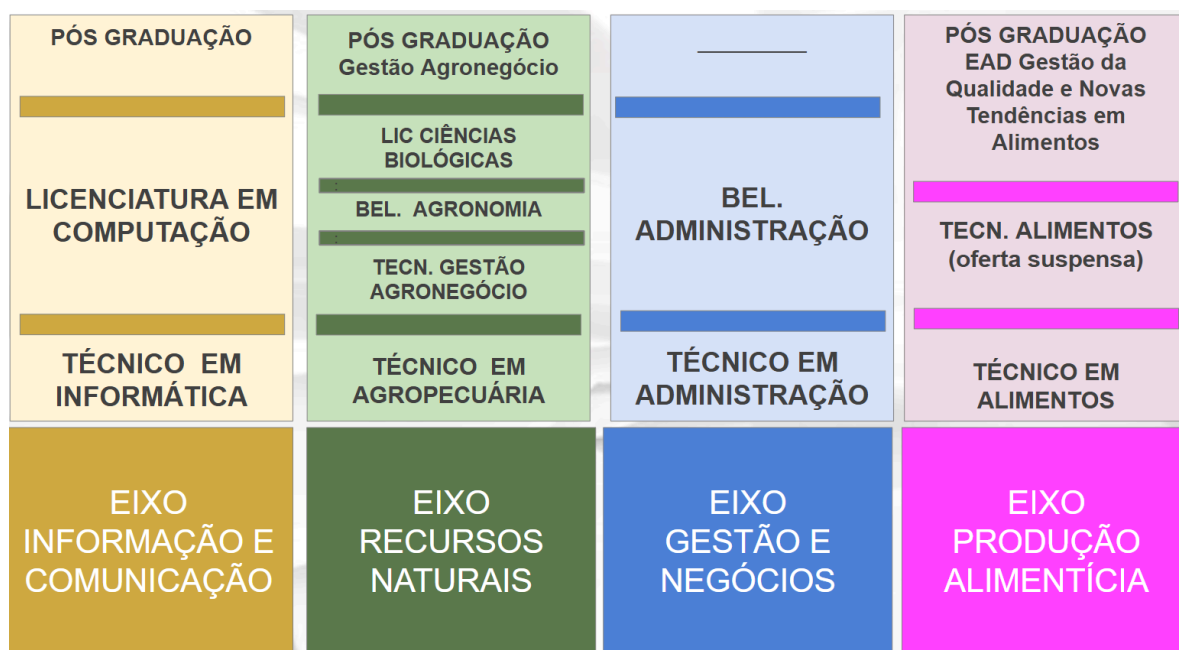 PÓS GRADUAÇÃO
LICENCIATURA EM
COMPUTAÇÃO
TÉCNICO EM
INFORMÁTICA
EIXO
INFORMAÇÃO E
COMUNICAÇÃO
PÓS GRADUAÇÃO
Gestão Agronegócio
LIC CIÊNCIAS
BIOLÓGICAS
:
BEL. AGRONOMIA
:
TECN. GESTÃO
AGRONEGÓCIO
TÉCNICO EM
AGROPECUÁRIA
EIXO
RECURSOS
NATURAIS
__________
BEL.
ADMINISTRAÇÃO
TÉCNICO EM
ADMINISTRAÇÃO
EIXO
GESTÃO E
NEGÓCIOS
PÓS GRADUAÇÃO
EAD Gestão da
Qualidade e Novas
Tendências em
Alimentos
TECN. ALIMENTOS
(oferta suspensa)
TÉCNICO EM
ALIMENTOS
EIXO
PRODUÇÃO
ALIMENTÍCIA